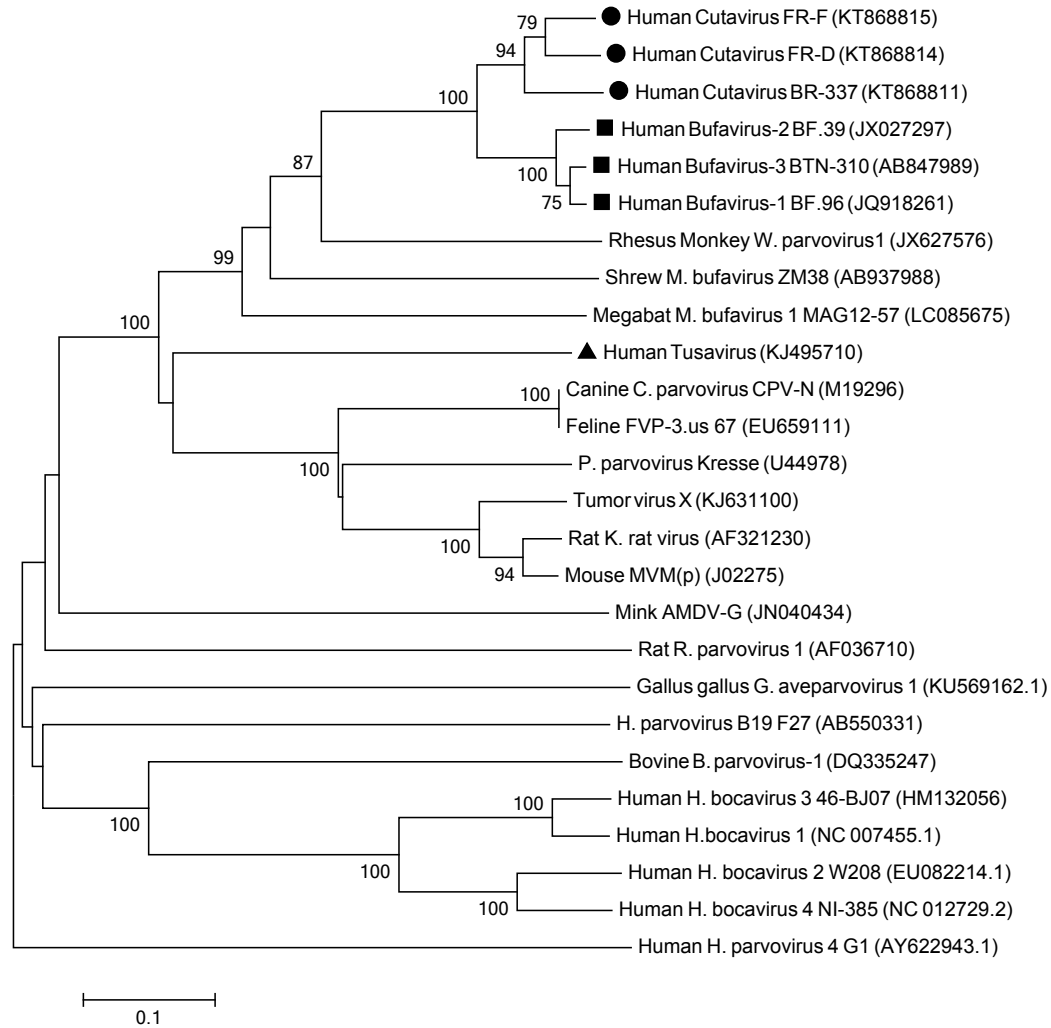 79
Human Cutavirus FR-F (KT868815)
94
Human Cutavirus FR-D (KT868814)
100
Human Cutavirus BR-337 (KT868811)
Human Bufavirus-2 BF.39 (JX027297)
87
Human Bufavirus-3 BTN-310 (AB847989)
100
75
Human Bufavirus-1 BF.96 (JQ918261)
Rhesus Monkey W. parvovirus1 (JX627576)
99
Shrew M. bufavirus ZM38 (AB937988)
Megabat M. bufavirus 1 MAG12-57 (LC085675)
100
Human Tusavirus (KJ495710)
100
Canine C. parvovirus CPV-N (M19296)
Feline FVP-3.us 67 (EU659111)
100
P. parvovirus Kresse (U44978)
Tumor virus X (KJ631100)
100
Rat K. rat virus (AF321230)
94
Mouse MVM(p) (J02275)
Mink AMDV-G (JN040434)
Rat R. parvovirus 1 (AF036710)
Gallus gallus G. aveparvovirus 1 (KU569162.1)
H. parvovirus B19 F27 (AB550331)
Bovine B. parvovirus-1 (DQ335247)
100
100
Human H. bocavirus 3 46-BJ07 (HM132056)
Human H.bocavirus 1 (NC 007455.1)
100
Human H. bocavirus 2 W208 (EU082214.1)
100
Human H. bocavirus 4 NI-385 (NC 012729.2)
Human H. parvovirus 4 G1 (AY622943.1)
0.1